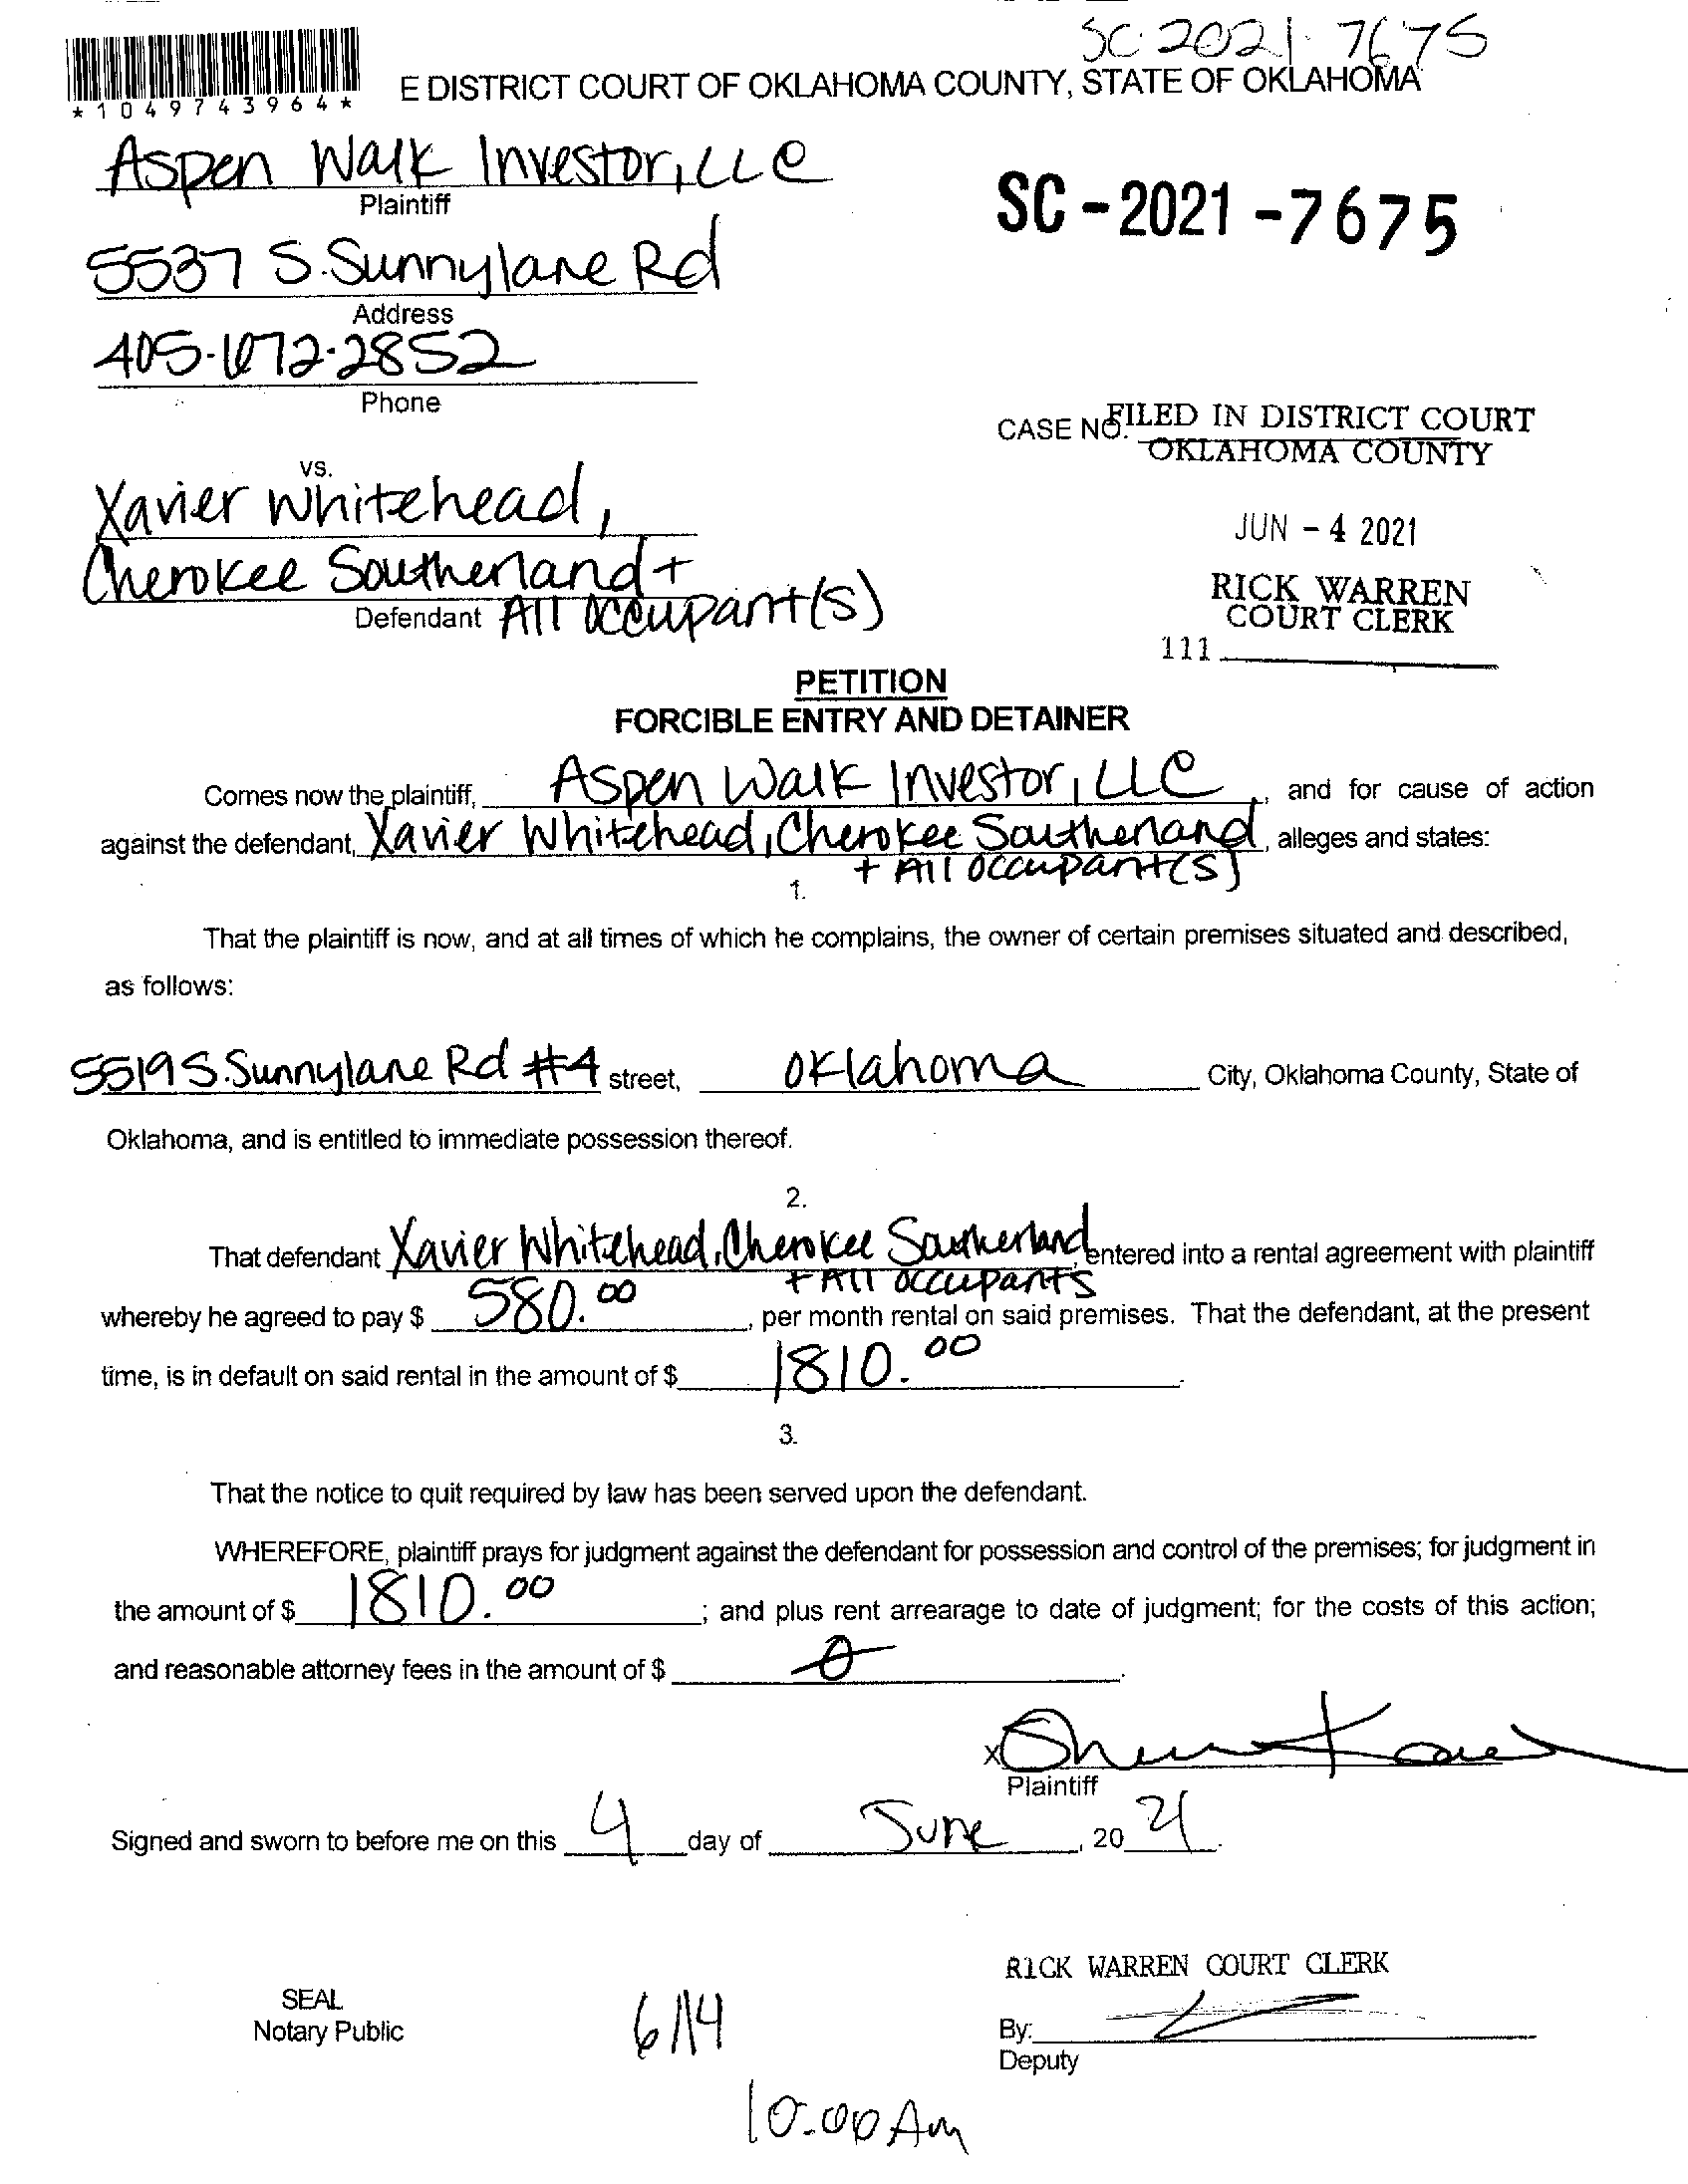 SC-2021-7675
*1049743964*
E DISTRICT COURT OF OKLAHOMA COUNTY, STATE OF OKLAHOMA
Aspen Walk Investor, LLC
Plaintiff
SC-2021-7675
5537 S. Sunnylane Rd
Address
405-672-2852
Phone
CASE NO.
FILED IN DISTRICT COURT
OKLAHOMA COUNTY
vs.
Xavier Whitehead,
JUN - 4 2021
Cherokee Southerland +
Defendant All Occupant(s)
RICK WARREN
COURT CLERK
111
PETITION
FORCIBLE ENTRY AND DETAINER
Comes now the plaintiff, Aspen Walk Investor, LLC, and for cause of action
against the defendant, Xavier Whitehead, Cherokee Southerland, alleges and states:
+ All occupant(s)
1.
That the plaintiff is now, and at all times of which he complains, the owner of certain premises situated and described,
as follows:
5519 S. Sunnylane Rd #4 street, Oklahoma City, Oklahoma County, State of
Oklahoma, and is entitled to immediate possession thereof.
2.
That defendant Xavier Whitehead, Cherokee Southerland, entered into a rental agreement with plaintiff
+ All occupants
whereby he agreed to pay $ 580.00, per month rental on said premises. That the defendant, at the present
time, is in default on said rental in the amount of $ 1810.00.
3.
That the notice to quit required by law has been served upon the defendant.
WHEREFORE, plaintiff prays for judgment against the defendant for possession and control of the premises; for judgment in
the amount of $ 1810.00; and plus rent arrearage to date of judgment; for the costs of this action;
and reasonable attorney fees in the amount of $ 0.
X
Plaintiff
Signed and sworn to before me on this 4 day of June, 20 21.
RICK WARREN COURT CLERK
SEAL
Notary Public
6/14
By:
Deputy
10:00 Am